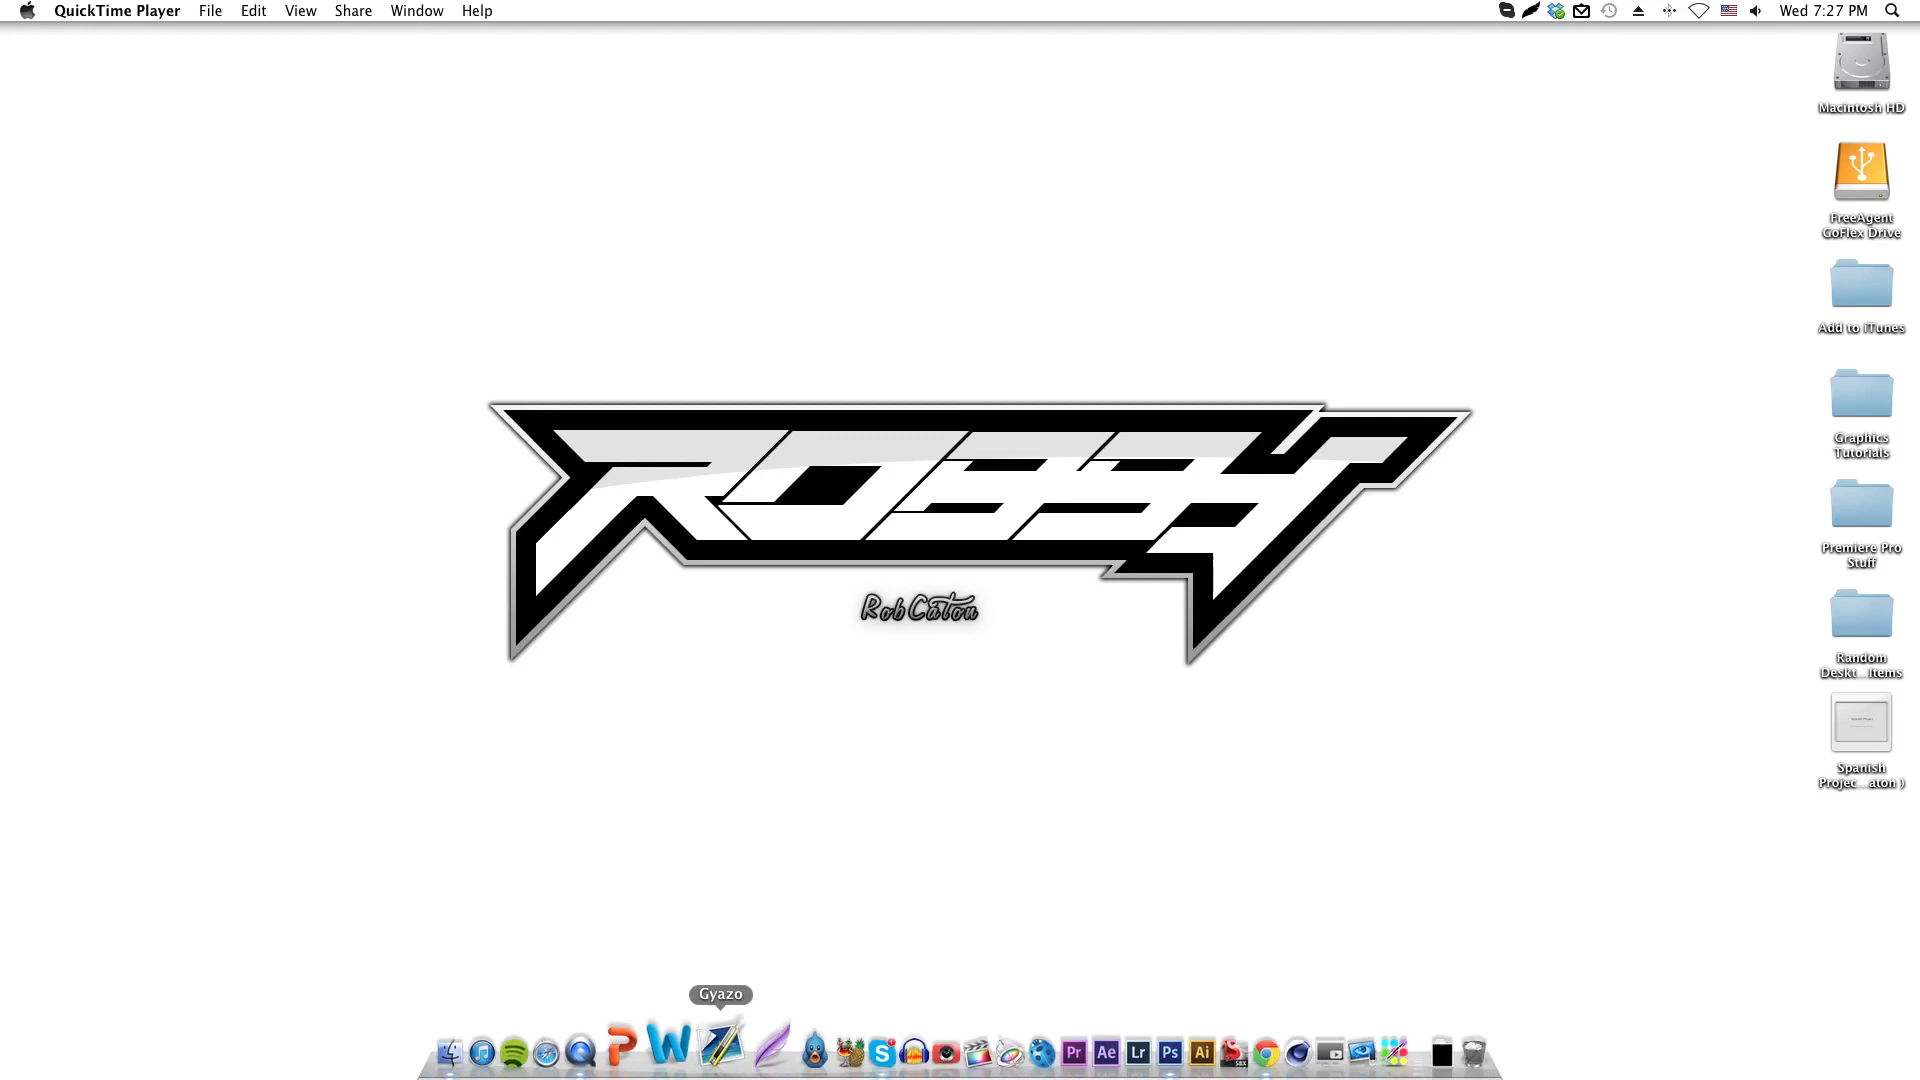 QuickTime Player File Edit View Share Window Help
Wed 7:27 PM
Macintosh HD
FreeAgent
GoFlex Drive
Add to iTunes
Graphics
Tutorials
Premiere Pro
Stuff
Random
Deskt...Items
Spanish
Projec...aton )
ROBBY
Rob Caton
Gyazo
P W S Pr Ae Lr Ps Ai